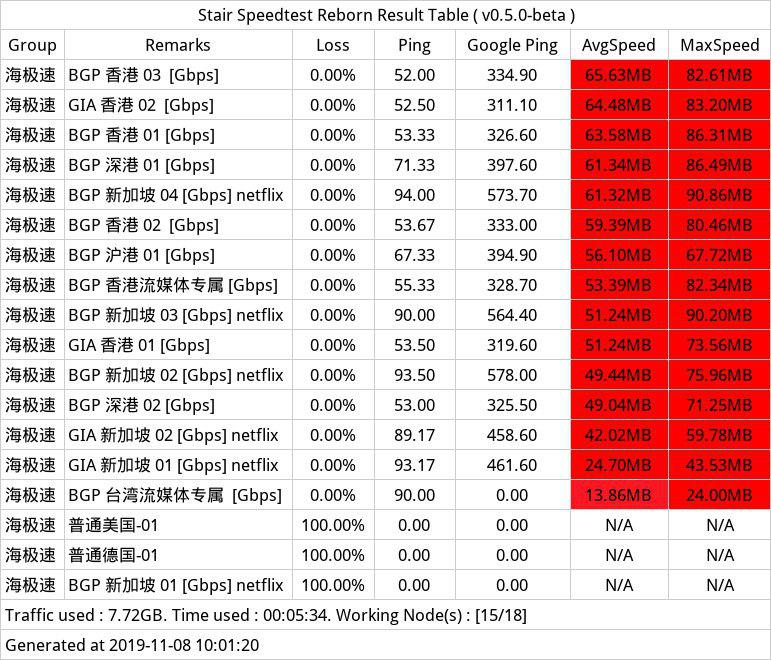 Stair Speedtest Reborn Result Table ( v0.5.0-beta )
Group Remarks Loss Ping Google Ping AvgSpeed MaxSpeed
海极速 BGP 香港 03 [Gbps] 0.00% 52.00 334.90 65.63MB 82.61MB
海极速 GIA 香港 02 [Gbps] 0.00% 52.50 311.10 64.48MB 83.20MB
海极速 BGP 香港 01 [Gbps] 0.00% 53.33 326.60 63.58MB 86.31MB
海极速 BGP 深港 01 [Gbps] 0.00% 71.33 397.60 61.34MB 86.49MB
海极速 BGP 新加坡 04 [Gbps] netflix 0.00% 94.00 573.70 61.32MB 90.86MB
海极速 BGP 香港 02 [Gbps] 0.00% 53.67 333.00 59.39MB 80.46MB
海极速 BGP 沪港 01 [Gbps] 0.00% 67.33 394.90 56.10MB 67.72MB
海极速 BGP 香港流媒体专属 [Gbps] 0.00% 55.33 328.70 53.39MB 82.34MB
海极速 BGP 新加坡 03 [Gbps] netflix 0.00% 90.00 564.40 51.24MB 90.20MB
海极速 GIA 香港 01 [Gbps] 0.00% 53.50 319.60 51.24MB 73.56MB
海极速 BGP 新加坡 02 [Gbps] netflix 0.00% 93.50 578.00 49.44MB 75.96MB
海极速 BGP 深港 02 [Gbps] 0.00% 53.00 325.50 49.04MB 71.25MB
海极速 GIA 新加坡 02 [Gbps] netflix 0.00% 89.17 458.60 42.02MB 59.78MB
海极速 GIA 新加坡 01 [Gbps] netflix 0.00% 93.17 461.60 24.70MB 43.53MB
海极速 BGP 台湾流媒体专属 [Gbps] 0.00% 90.00 0.00 13.86MB 24.00MB
海极速 普通美国-01 100.00% 0.00 0.00 N/A N/A
海极速 普通德国-01 100.00% 0.00 0.00 N/A N/A
海极速 BGP 新加坡 01 [Gbps] netflix 100.00% 0.00 0.00 N/A N/A
Traffic used : 7.72GB. Time used : 00:05:34. Working Node(s) : [15/18]
Generated at 2019-11-08 10:01:20